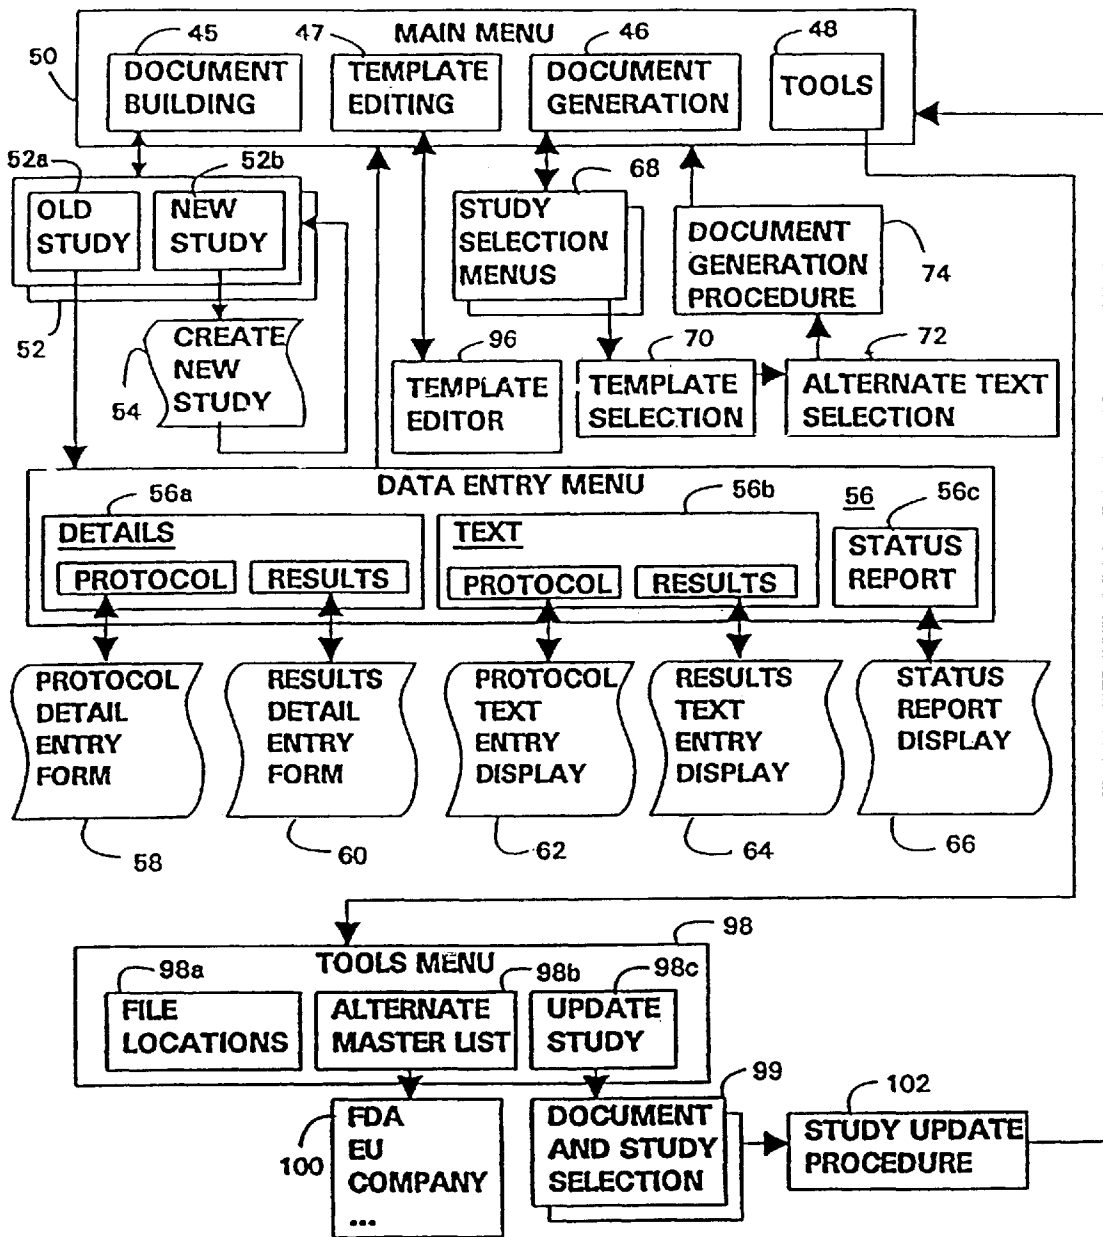 45
47
MAIN MENU
46
48
50
DOCUMENT
BUILDING
TEMPLATE
EDITING
DOCUMENT
GENERATION
TOOLS
52a
52b
68
OLD
STUDY
NEW
STUDY
STUDY
SELECTION
MENUS
DOCUMENT
GENERATION
PROCEDURE
74
52
54
CREATE
NEW
STUDY
96
70
72
TEMPLATE
EDITOR
TEMPLATE
SELECTION
ALTERNATE TEXT
SELECTION
DATA ENTRY MENU
56a
56b
56
56c
DETAILS
PROTOCOL
RESULTS
TEXT
PROTOCOL
RESULTS
STATUS
REPORT
PROTOCOL
DETAIL
ENTRY
FORM
RESULTS
DETAIL
ENTRY
FORM
PROTOCOL
TEXT
ENTRY
DISPLAY
RESULTS
TEXT
ENTRY
DISPLAY
STATUS
REPORT
DISPLAY
58
60
62
64
66
98
TOOLS MENU
98a
98b
98c
FILE
LOCATIONS
ALTERNATE
MASTER LIST
UPDATE
STUDY
99
100
FDA
EU
COMPANY
...
DOCUMENT
AND STUDY
SELECTION
102
STUDY UPDATE
PROCEDURE